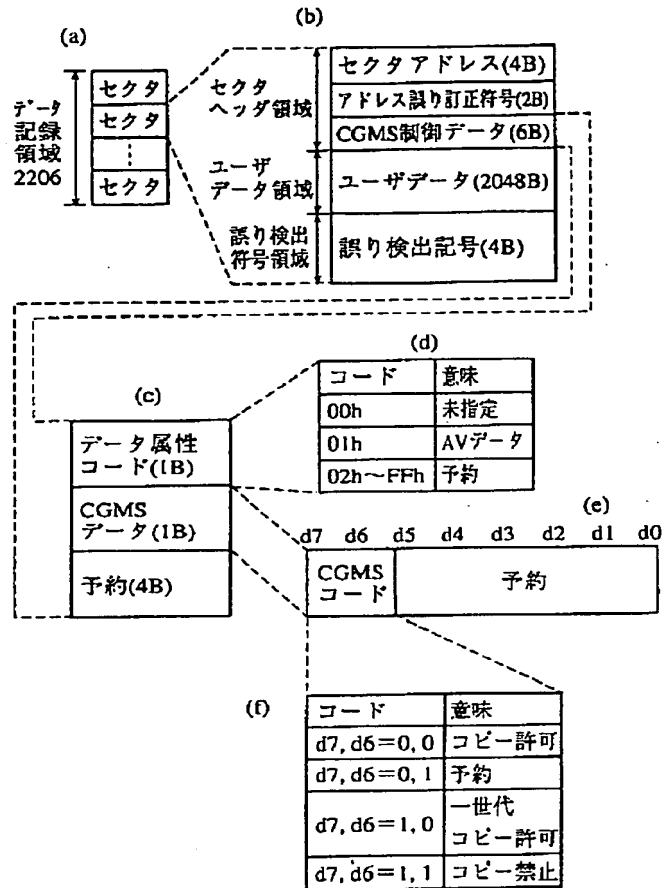 (a)
データ
記録
領域
2206
セクタ
セクタ
セクタ
(b)
セクタ
ヘッダ領域
ユーザ
データ領域
誤り検出
符号領域
セクタアドレス(4B)
アドレス誤り訂正符号(2B)
CGMS制御データ(6B)
ユーザデータ(2048B)
誤り検出記号(4B)
(c)
データ属性
コード(1B)
CGMS
データ(1B)
予約(4B)
(d)
コード 意味
00h 未指定
01h AVデータ
02h〜FFh 予約
(e)
d7 d6 d5 d4 d3 d2 d1 d0
CGMS
コード
予約
(f)
コード 意味
d7, d6=0, 0 コピー許可
d7, d6=0, 1 予約
d7, d6=1, 0 一世代
コピー許可
d7, d6=1, 1 コピー禁止